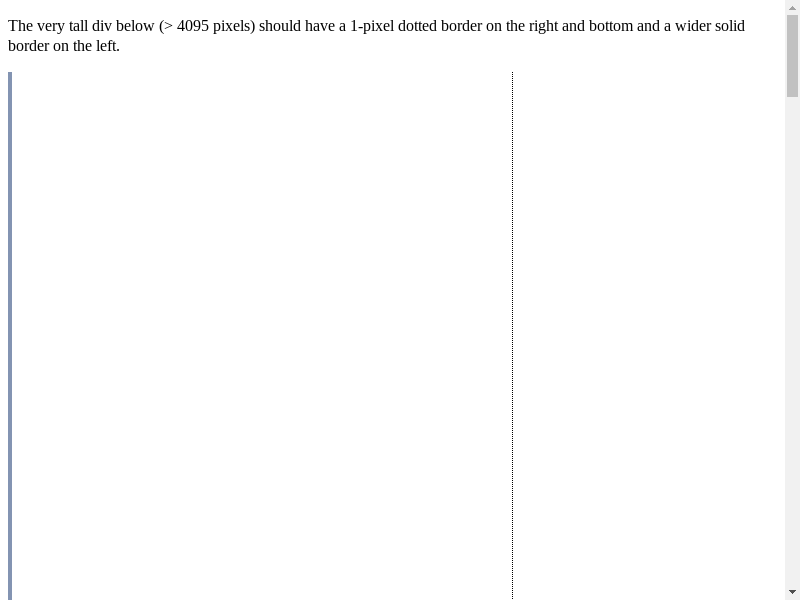 The very tall div below (> 4095 pixels) should have a 1-pixel dotted border on the right and bottom and a wider solid
border on the left.